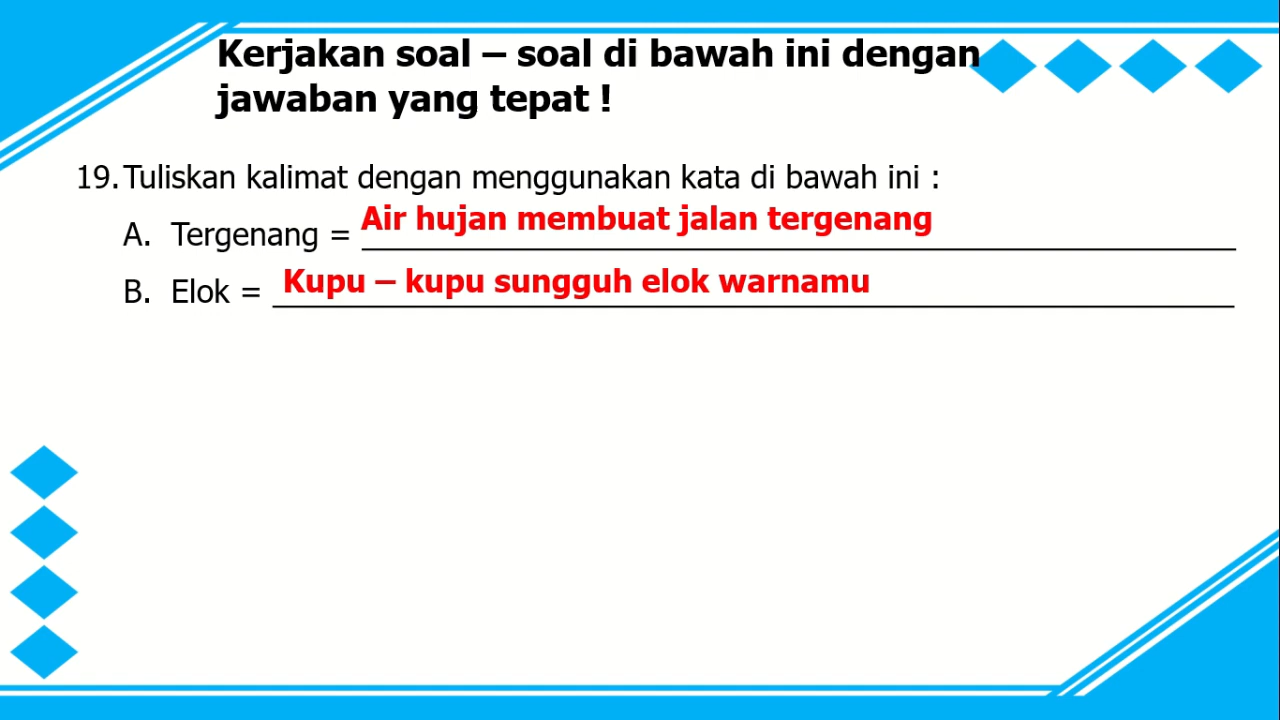 Kerjakan soal – soal di bawah ini dengan
jawaban yang tepat !
19. Tuliskan kalimat dengan menggunakan kata di bawah ini :
A. Tergenang = Air hujan membuat jalan tergenang
B. Elok = Kupu – kupu sungguh elok warnamu